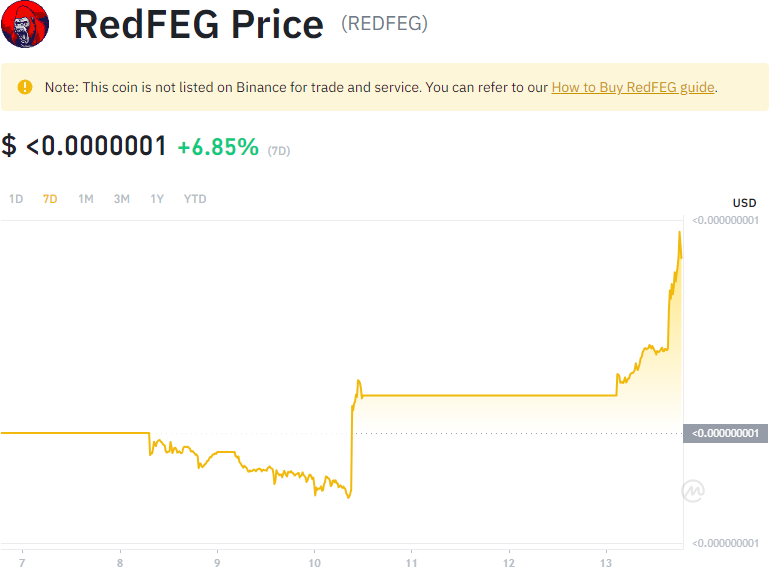 RedFEG Price (REDFEG)
Note: This coin is not listed on Binance for trade and service. You can refer to our How to Buy RedFEG guide.
$ <0.0000001 +6.85% (7D)
1D 7D 1M 3M 1Y YTD
USD
<0.000000001
<0.000000001
<0.000000001
7 8 9 10 11 12 13